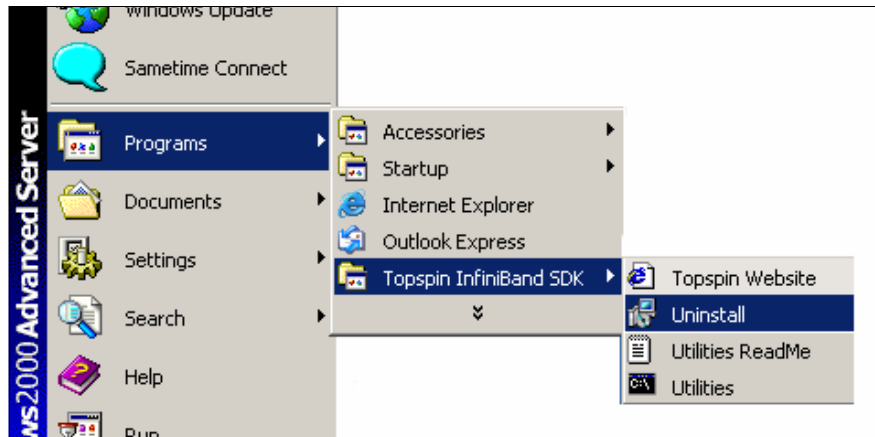 Windows Update
Sametime Connect
Programs
Documents
Settings
Search
Help
Run
ws2000 Advanced Server
Accessories
Startup
Internet Explorer
Outlook Express
Topspin InfiniBand SDK
Topspin Website
Uninstall
Utilities ReadMe
Utilities
C:\